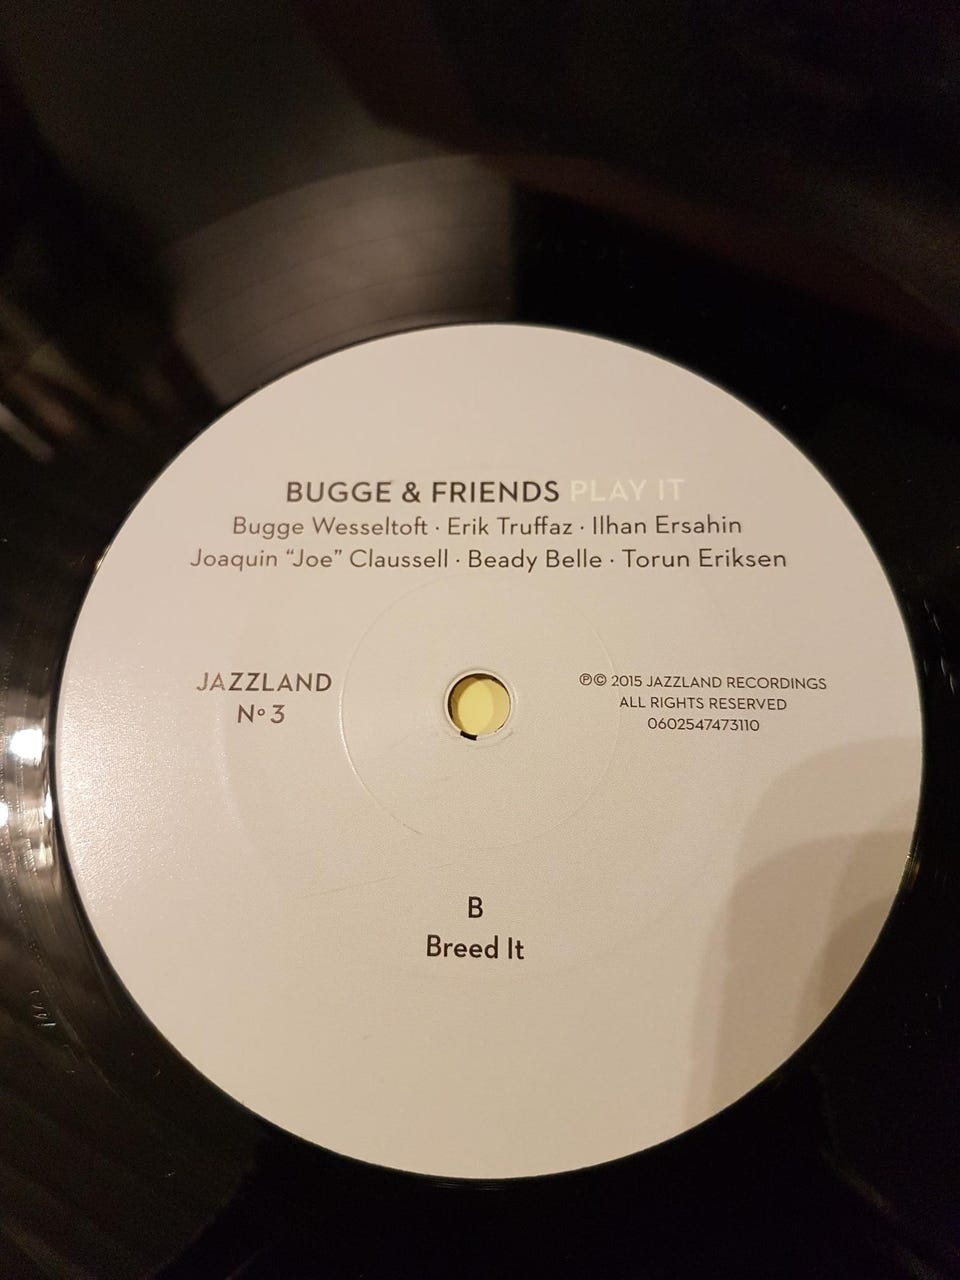 BUGGE & FRIENDS PLAY IT
Bugge Wesseltoft · Erik Truffaz · Ilhan Ersahin
Joaquin “Joe” Claussell · Beady Belle · Torun Eriksen
JAZZLAND
Nº 3
℗© 2015 JAZZLAND RECORDINGS
ALL RIGHTS RESERVED
0602547473110
B
Breed It